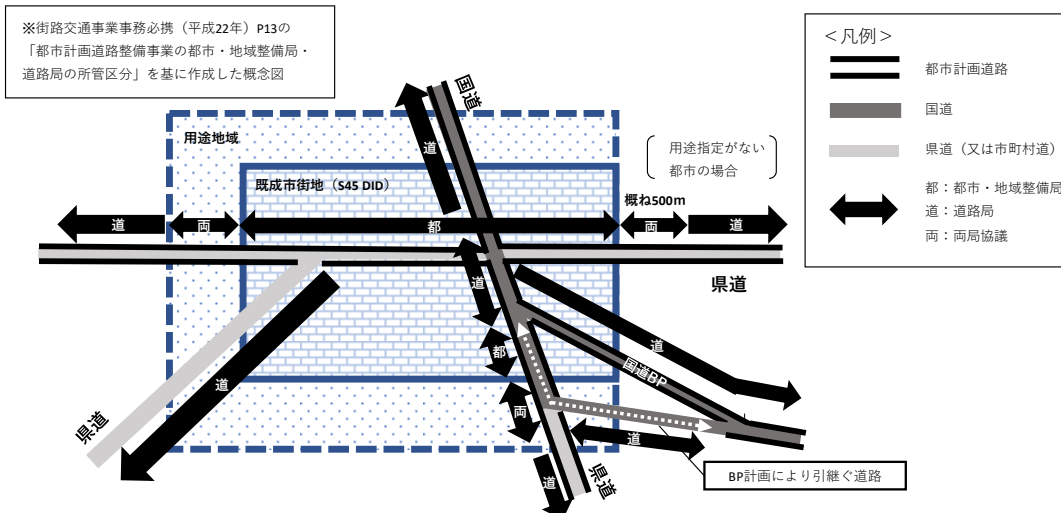 ※街路交通事業事務必携（平成22年）P13の
「都市計画道路整備事業の都市・地域整備局・
道路局の所管区分」を基に作成した概念図
＜凡例＞
都市計画道路
国道
県道（又は市町村道）
都：都市・地域整備局
道：道路局
両：両局協議
国道
用途地域
道
用途指定がない
都市の場合
既成市街地（S45 DID）
概ね500m
道
両
都
両
道
県道
道
都
道
国道BP
道
両
県道
道
道
県道
BP計画により引継ぐ道路